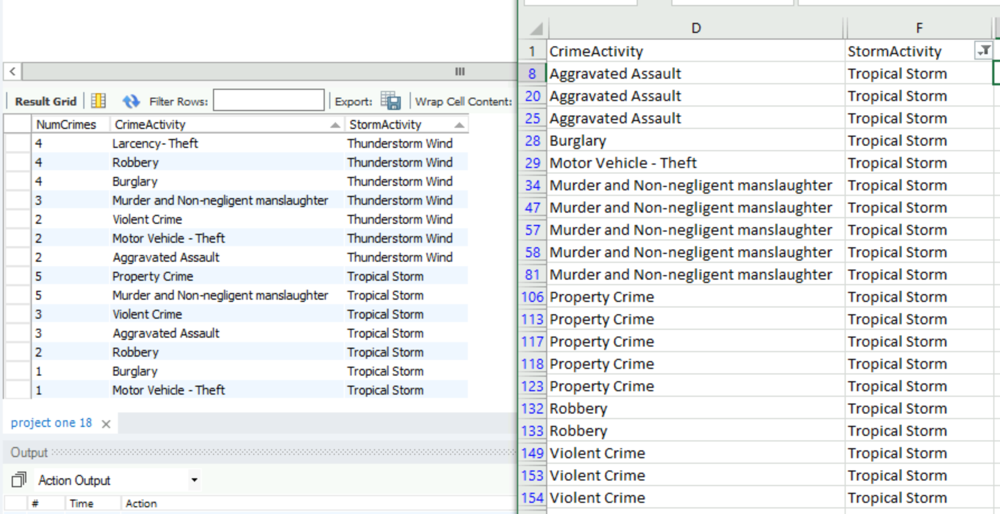 Result Grid Filter Rows: Export: Wrap Cell Content:
NumCrimes CrimeActivity StormActivity
4 Larcency- Theft Thunderstorm Wind
4 Robbery Thunderstorm Wind
4 Burglary Thunderstorm Wind
3 Murder and Non-negligent manslaughter Thunderstorm Wind
2 Violent Crime Thunderstorm Wind
2 Motor Vehicle - Theft Thunderstorm Wind
2 Aggravated Assault Thunderstorm Wind
5 Property Crime Tropical Storm
5 Murder and Non-negligent manslaughter Tropical Storm
3 Violent Crime Tropical Storm
3 Aggravated Assault Tropical Storm
2 Robbery Tropical Storm
1 Burglary Tropical Storm
1 Motor Vehicle - Theft Tropical Storm
project one 18
Output
Action Output
# Time Action
D F
1 CrimeActivity StormActivity
8 Aggravated Assault Tropical Storm
20 Aggravated Assault Tropical Storm
25 Aggravated Assault Tropical Storm
28 Burglary Tropical Storm
29 Motor Vehicle - Theft Tropical Storm
34 Murder and Non-negligent manslaughter Tropical Storm
47 Murder and Non-negligent manslaughter Tropical Storm
57 Murder and Non-negligent manslaughter Tropical Storm
58 Murder and Non-negligent manslaughter Tropical Storm
81 Murder and Non-negligent manslaughter Tropical Storm
106 Property Crime Tropical Storm
113 Property Crime Tropical Storm
117 Property Crime Tropical Storm
118 Property Crime Tropical Storm
123 Property Crime Tropical Storm
132 Robbery Tropical Storm
133 Robbery Tropical Storm
149 Violent Crime Tropical Storm
153 Violent Crime Tropical Storm
154 Violent Crime Tropical Storm